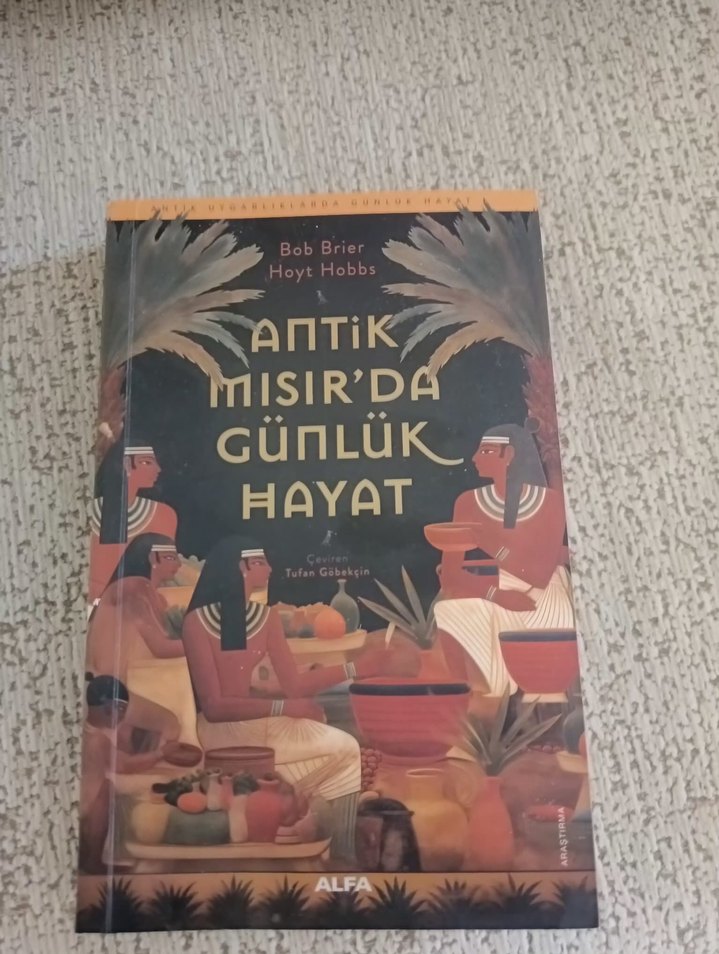 ANTİK UYGARLIKLARDA GÜNLÜK HAYAT
Bob Brier
Hoyt Hobbs
ANTİK
MISIR'DA
GÜNLÜK
HAYAT
Çeviren
Tufan Göbekçin
ARAŞTIRMA
ALFA